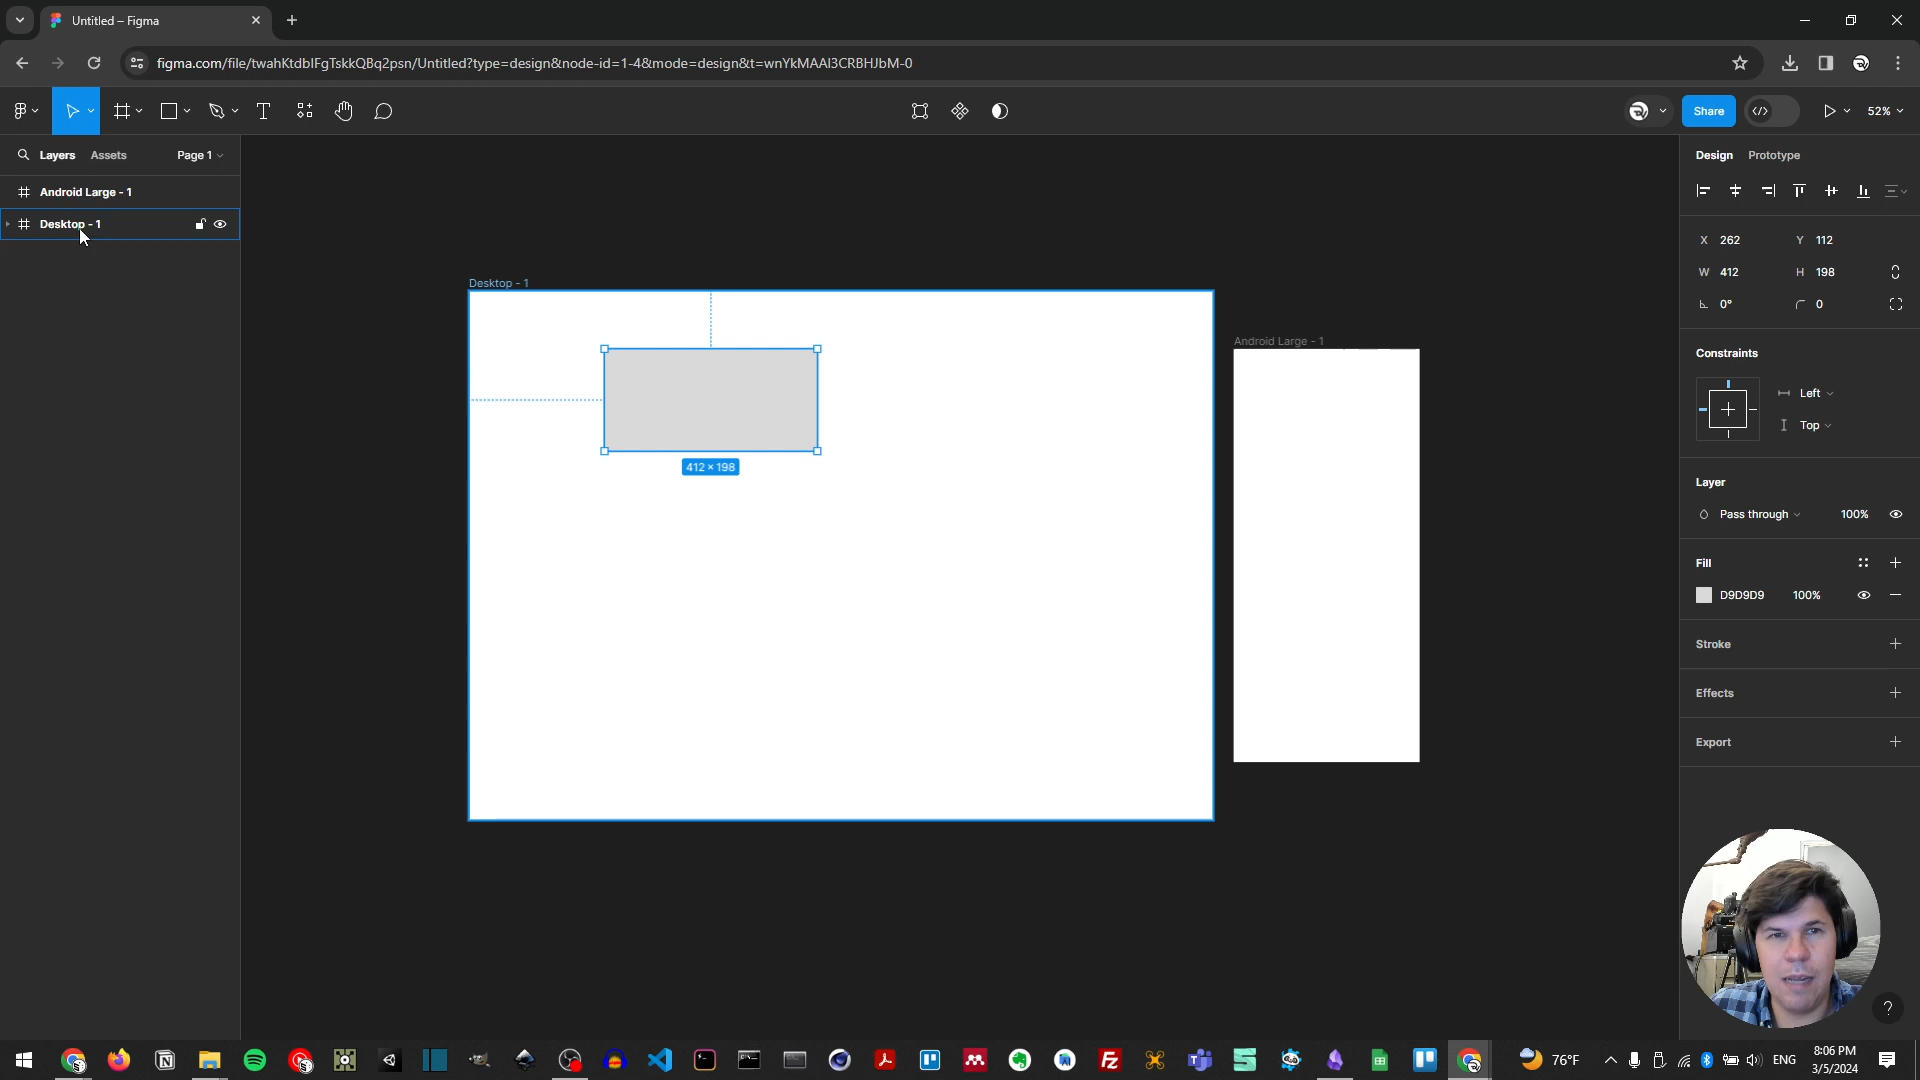 Untitled – Figma
figma.com/file/twahKtdbIFgTskkQBq2psn/Untitled?type=design&node-id=1-4&mode=design&t=wnYkMAAI3CRBHJbM-0
Share
52%
Layers
Assets
Page 1
Design
Prototype
Android Large - 1
Desktop - 1
X 262
Y 112
W 412
H 198
0°
0
Desktop - 1
Android Large - 1
412 × 198
Constraints
Left
Top
Layer
Pass through
100%
Fill
D9D9D9
100%
Stroke
Effects
Export
?
76°F
ENG
8:06 PM
3/5/2024